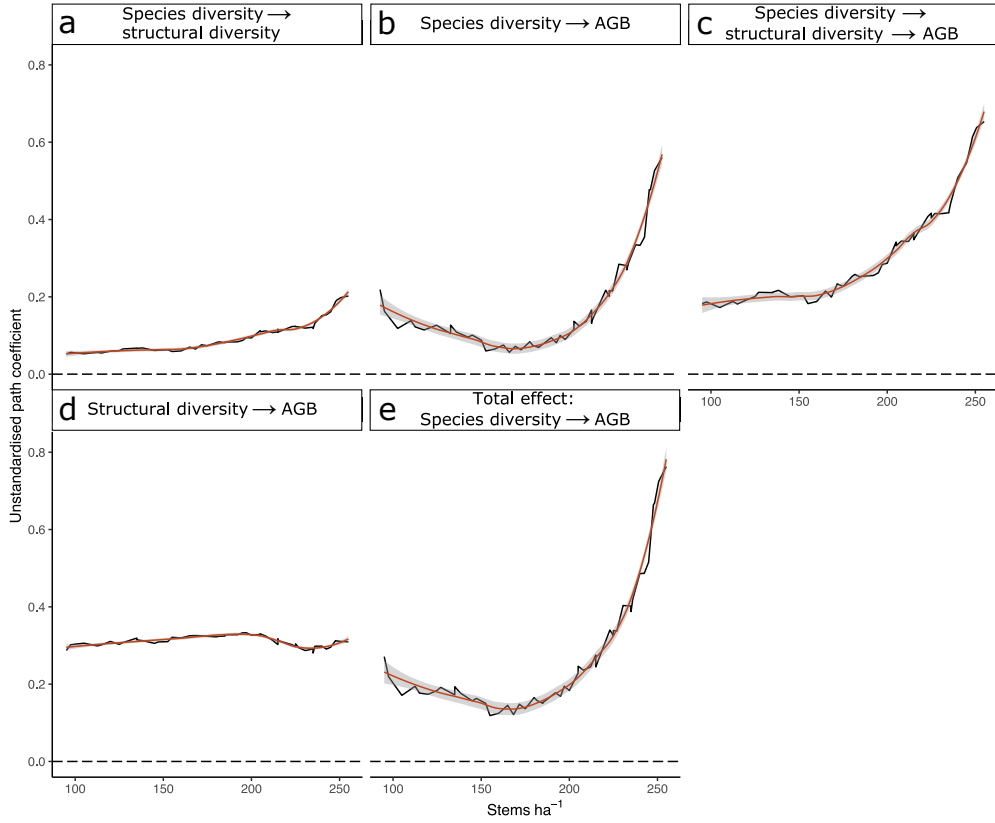 a
Species diversity →
structural diversity
b
Species diversity → AGB
c
Species diversity →
structural diversity → AGB
0.8
0.6
0.4
0.2
0.0
100
150
200
250
d
Structural diversity → AGB
e
Total effect:
Species diversity → AGB
0.8
0.6
0.4
0.2
0.0
100
150
200
250
100
150
200
250
Unstandardised path coefficient
Stems ha⁻¹